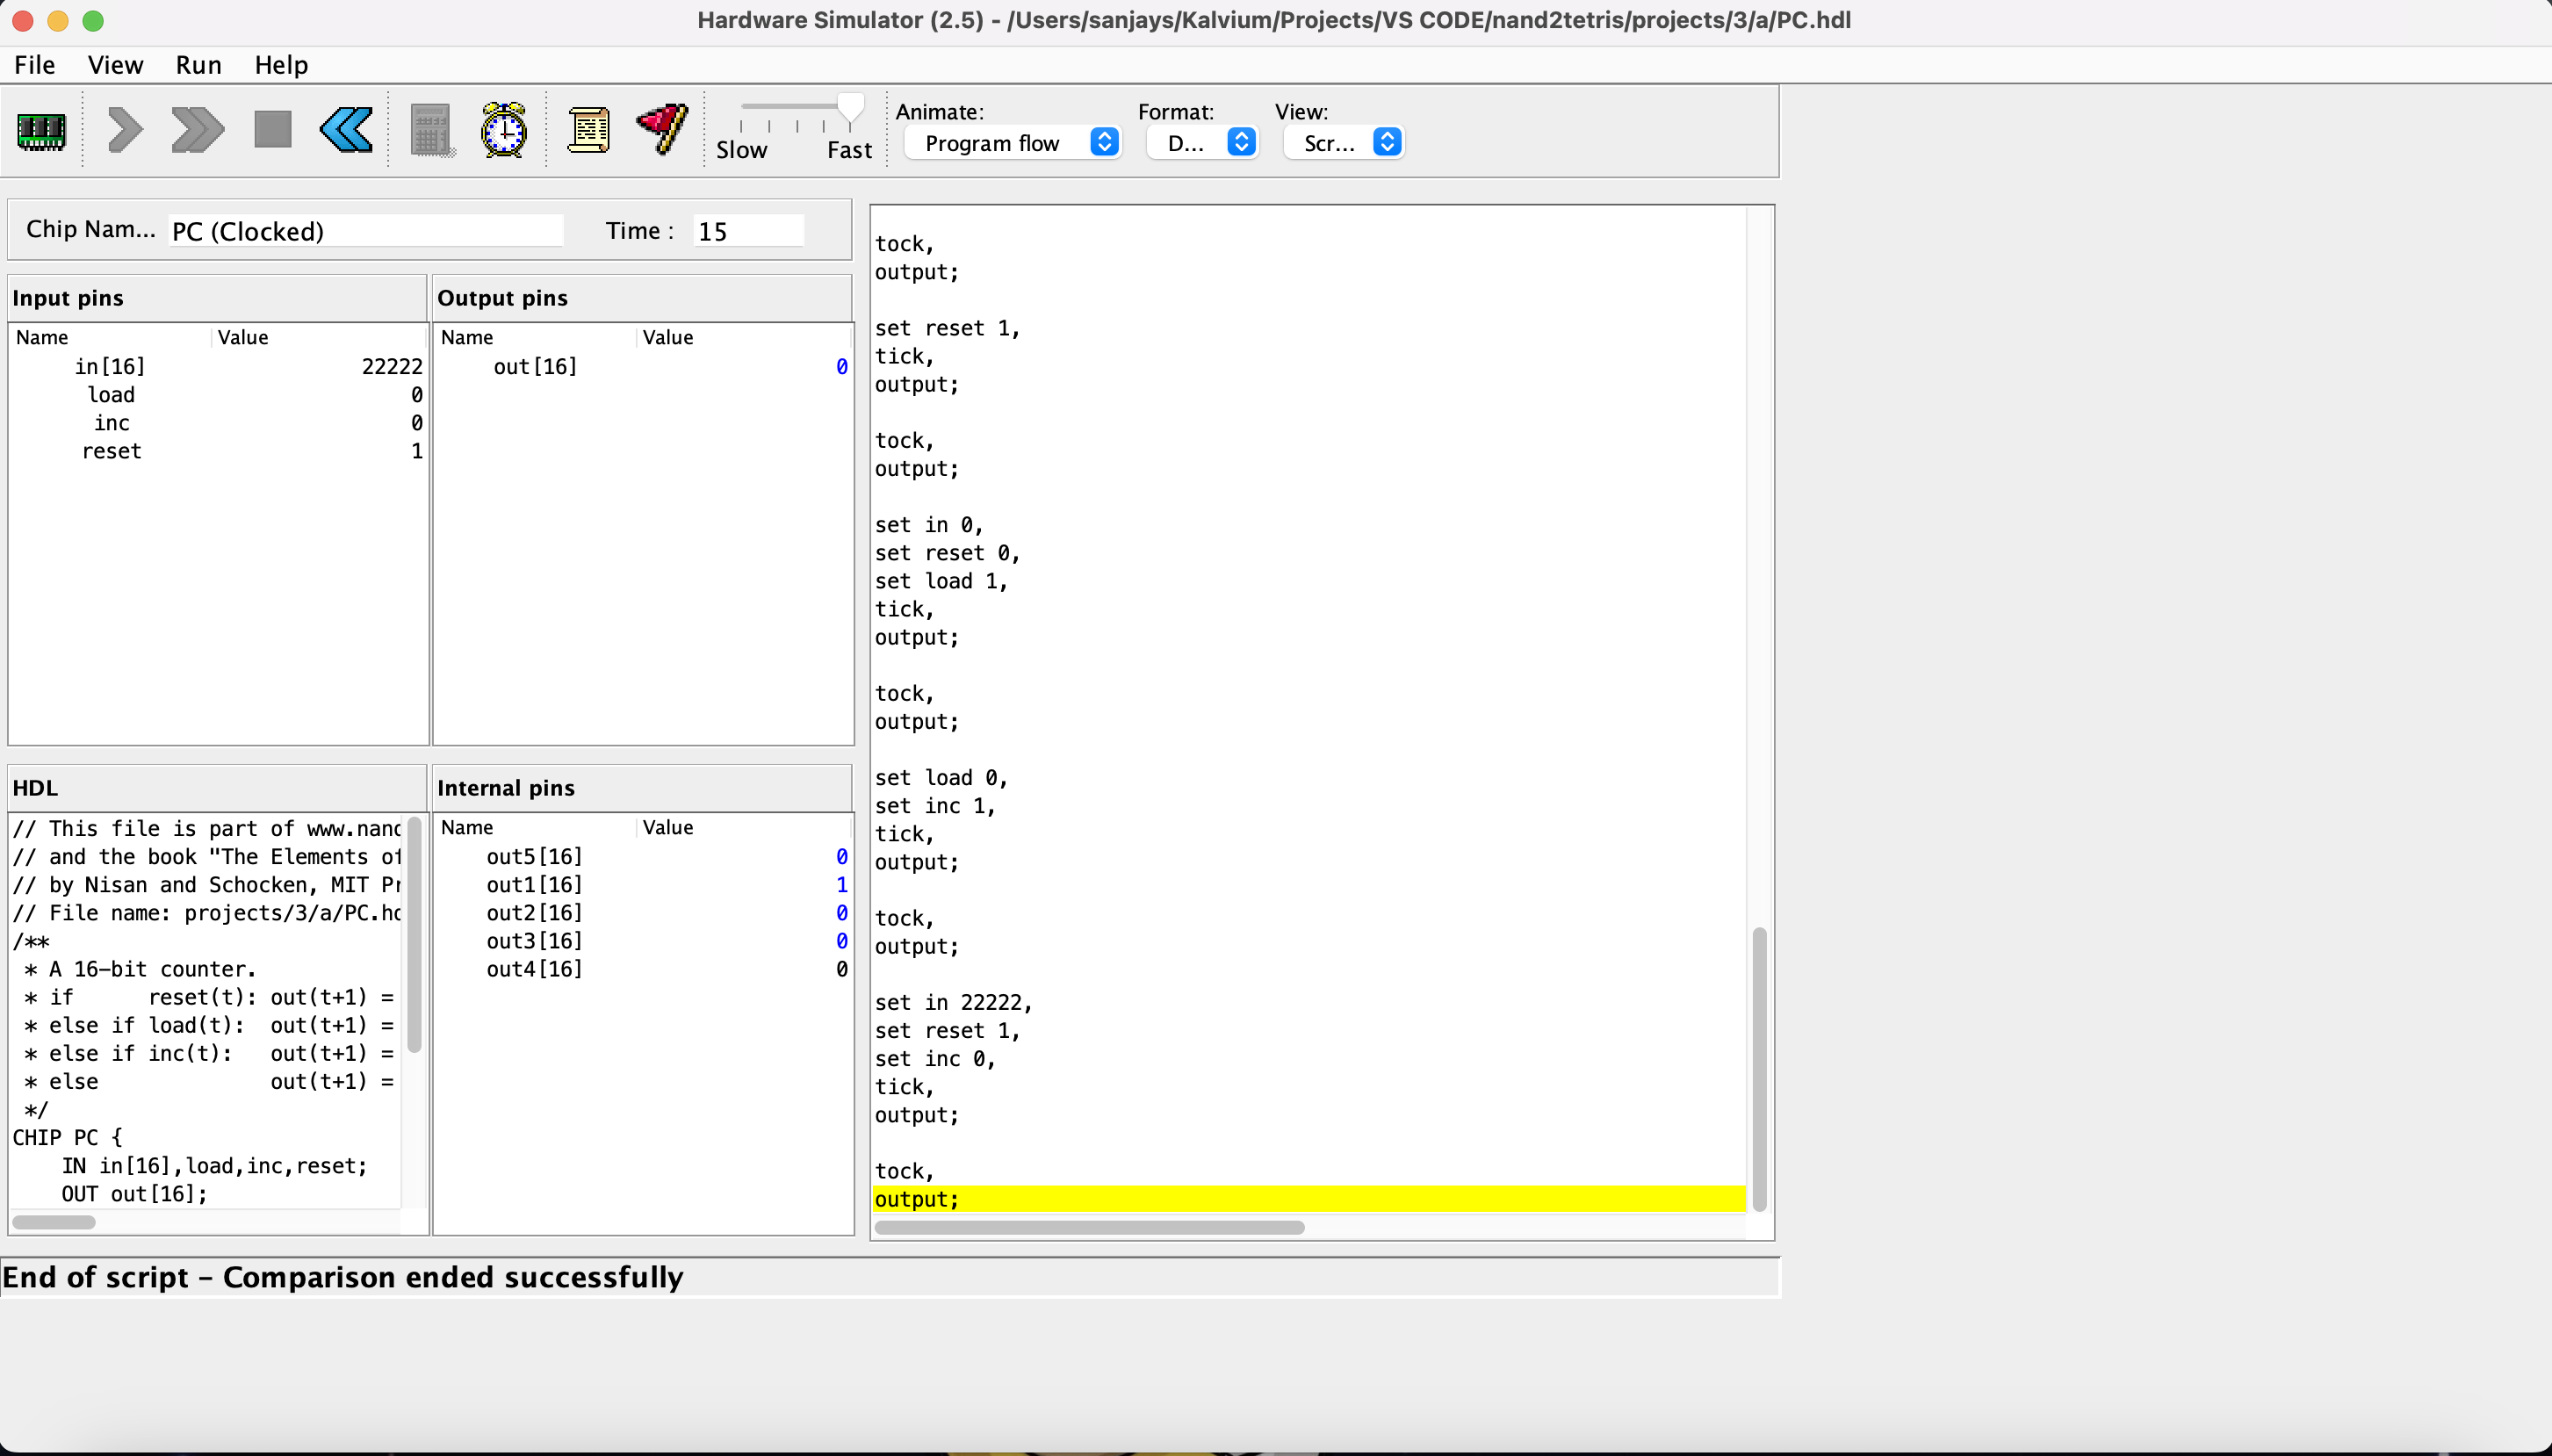 Hardware Simulator (2.5) - /Users/sanjays/Kalvium/Projects/VS CODE/nand2tetris/projects/3/a/PC.hdl
File View Run Help
Slow Fast
Animate: Format: View:
Program flow D... Scr...
Chip Nam... PC (Clocked) Time : 15
Input pins
Name Value
in[16] 22222
load 0
inc 0
reset 1
Output pins
Name Value
out[16] 0
HDL
// This file is part of www.nand
// and the book "The Elements of
// by Nisan and Schocken, MIT Pr
// File name: projects/3/a/PC.hd
/**
* A 16-bit counter.
* if reset(t): out(t+1) =
* else if load(t): out(t+1) =
* else if inc(t): out(t+1) =
* else out(t+1) =
*/
CHIP PC {
IN in[16],load,inc,reset;
OUT out[16];
Internal pins
Name Value
out5[16] 0
out1[16] 1
out2[16] 0
out3[16] 0
out4[16] 0
tock,
output;
set reset 1,
tick,
output;
tock,
output;
set in 0,
set reset 0,
set load 1,
tick,
output;
tock,
output;
set load 0,
set inc 1,
tick,
output;
tock,
output;
set in 22222,
set reset 1,
set inc 0,
tick,
output;
tock,
output;
End of script - Comparison ended successfully